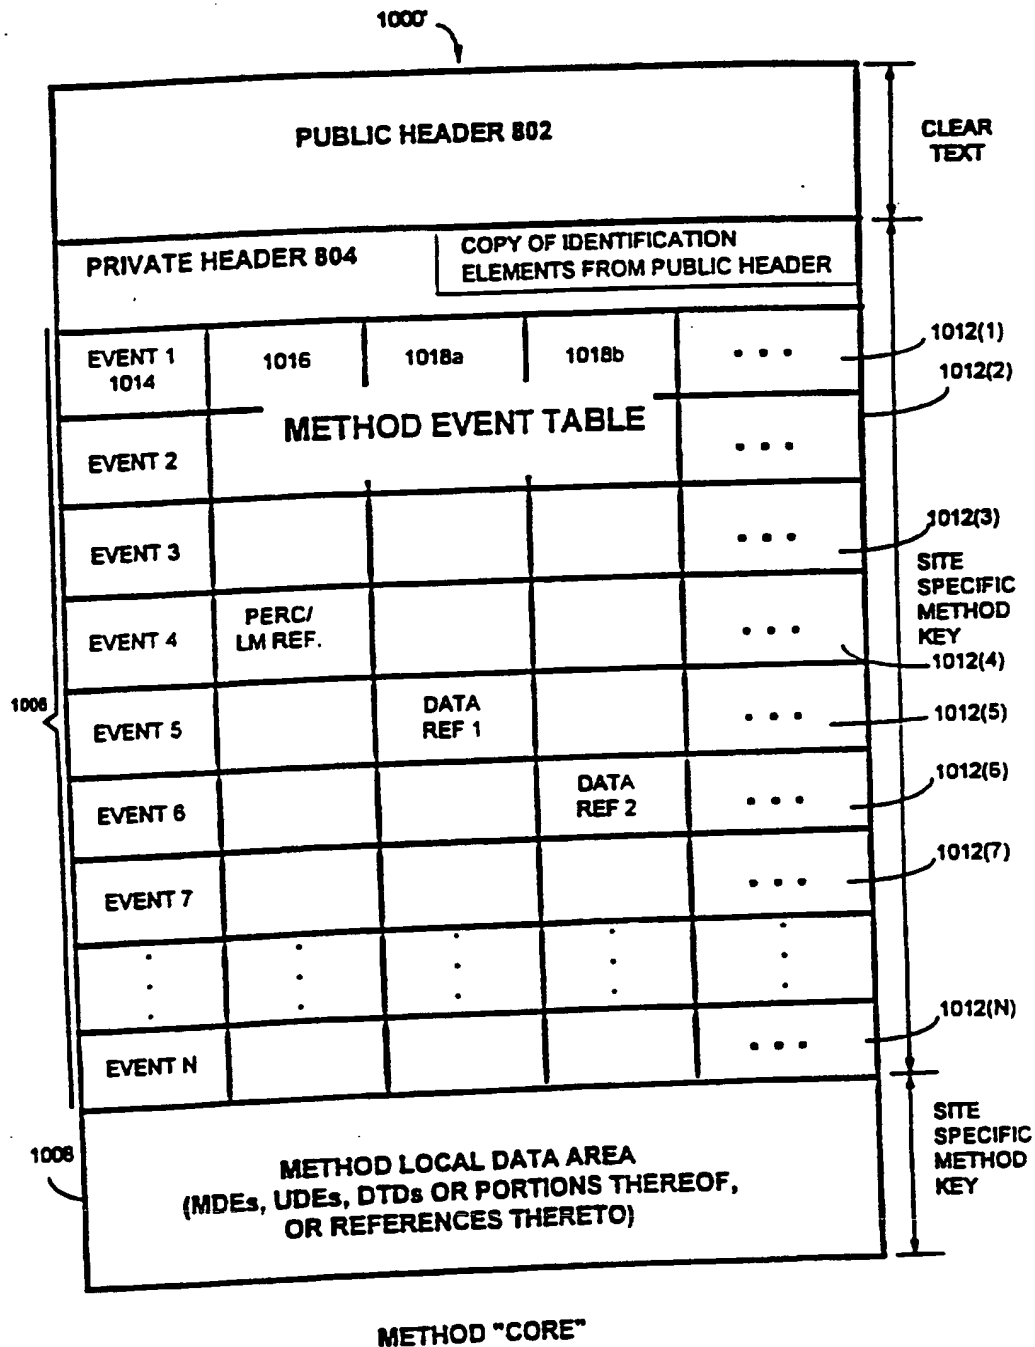 1000'
PUBLIC HEADER 802
CLEAR
TEXT
PRIVATE HEADER 804
COPY OF IDENTIFICATION
ELEMENTS FROM PUBLIC HEADER
EVENT 1
1014
1016
1018a
1018b
• • •
1012(1)
1012(2)
METHOD EVENT TABLE
EVENT 2
• • •
EVENT 3
• • •
1012(3)
SITE
SPECIFIC
METHOD
KEY
EVENT 4
PERC/
LM REF.
• • •
1012(4)
1006
EVENT 5
DATA
REF 1
• • •
1012(5)
EVENT 6
DATA
REF 2
• • •
1012(6)
EVENT 7
• • •
1012(7)
EVENT N
• • •
1012(N)
1008
METHOD LOCAL DATA AREA
(MDEs, UDEs, DTDs OR PORTIONS THEREOF,
OR REFERENCES THERETO)
SITE
SPECIFIC
METHOD
KEY
METHOD "CORE"